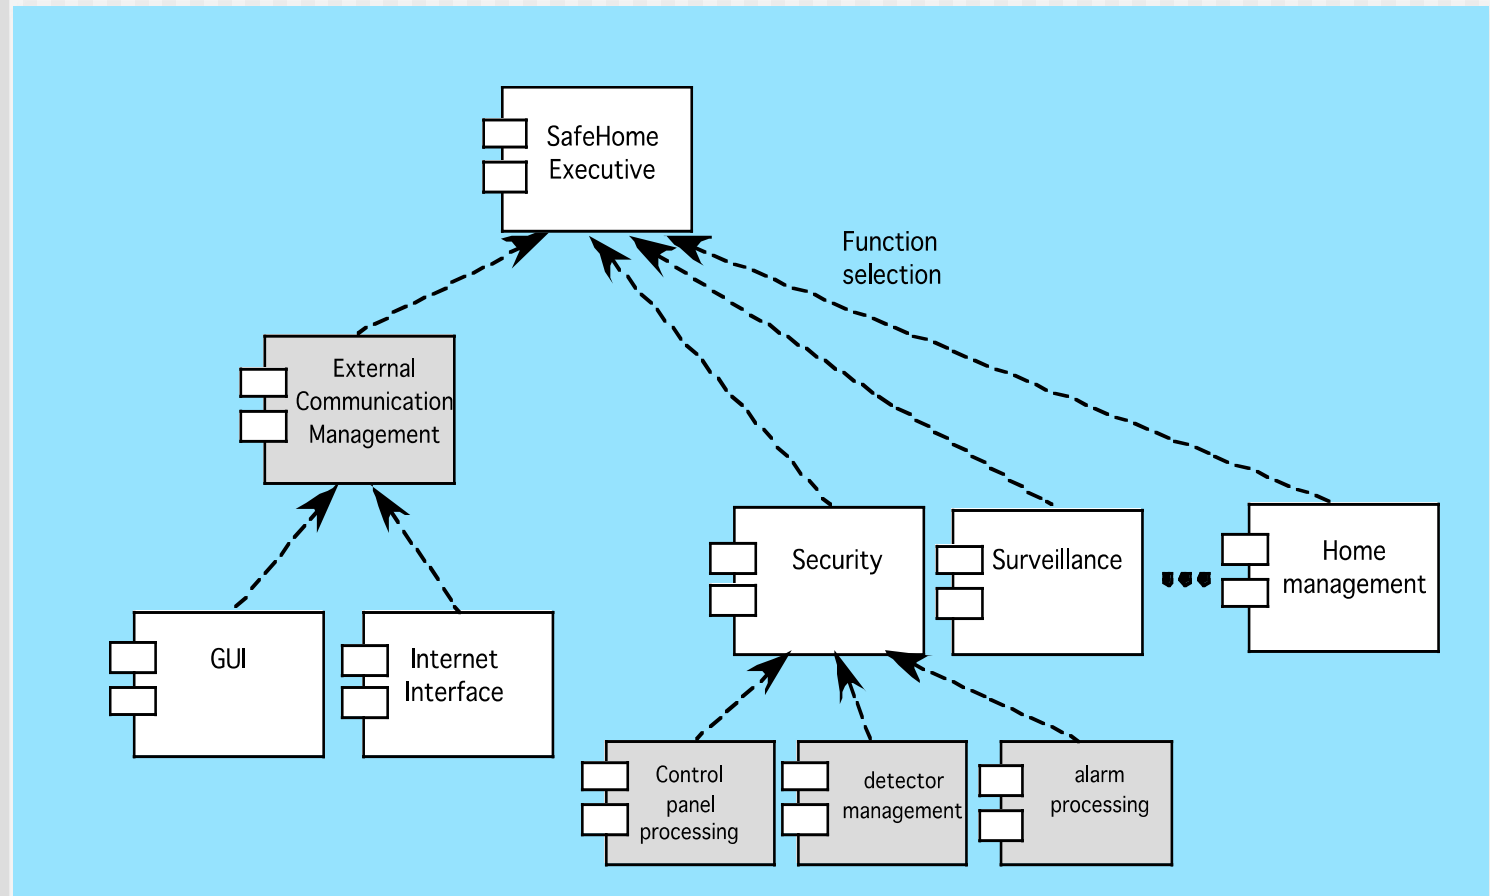 SafeHome
Executive
Function
selection
External
Communication
Management
Security
Surveillance
Home
management
GUI
Internet
Interface
Control
panel
processing
detector
management
alarm
processing